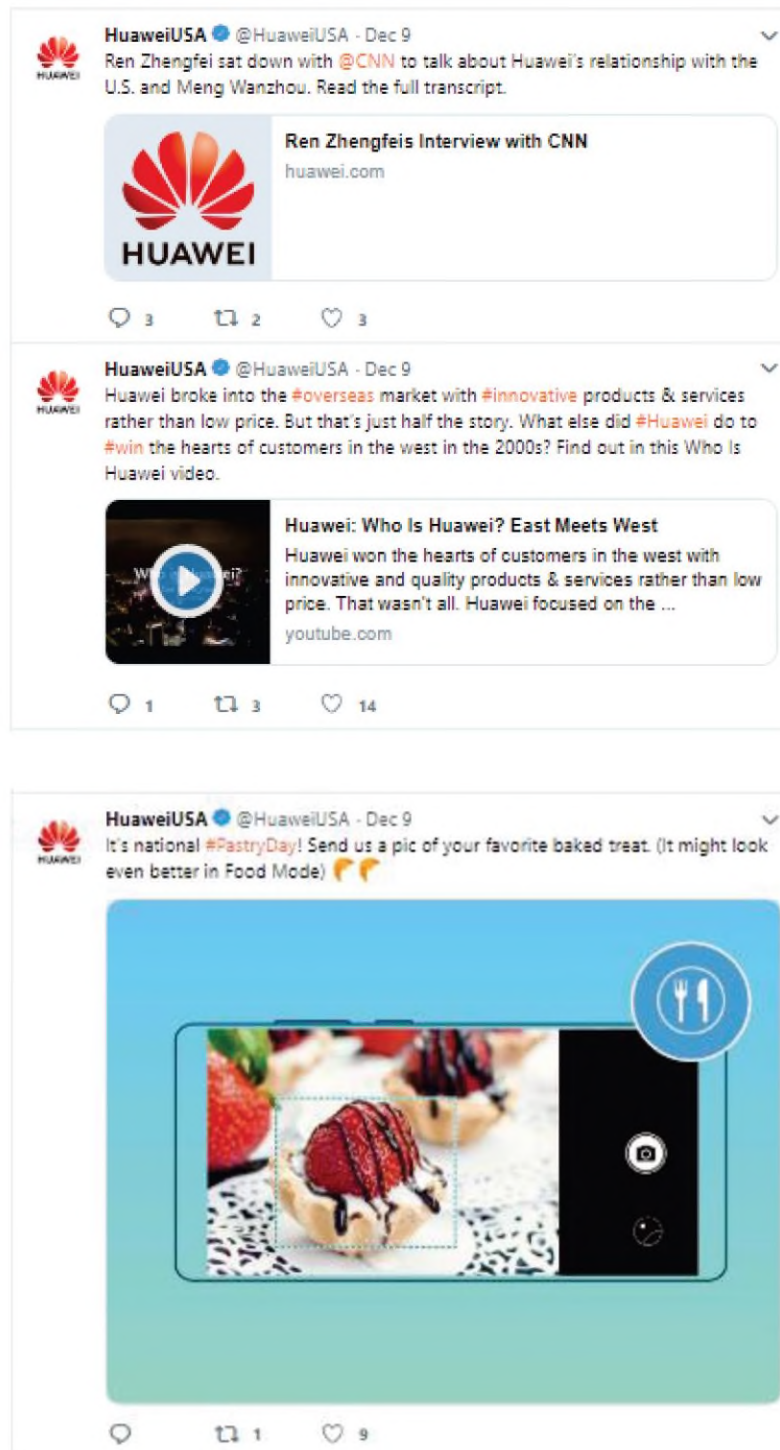 HuaweiUSA @HuaweiUSA · Dec 9
HUAWEI
Ren Zhengfei sat down with @CNN to talk about Huawei's relationship with the
U.S. and Meng Wanzhou. Read the full transcript.
HUAWEI
Ren Zhengfeis Interview with CNN
huawei.com
3 2 3
HuaweiUSA @HuaweiUSA · Dec 9
HUAWEI
Huawei broke into the #overseas market with #innovative products & services
rather than low price. But that's just half the story. What else did #Huawei do to
#win the hearts of customers in the west in the 2000s? Find out in this Who Is
Huawei video.
Huawei: Who Is Huawei? East Meets West
Huawei won the hearts of customers in the west with
innovative and quality products & services rather than low
price. That wasn't all. Huawei focused on the ...
youtube.com
1 3 14
HuaweiUSA @HuaweiUSA · Dec 9
HUAWEI
It's national #PastryDay! Send us a pic of your favorite baked treat. (It might look
even better in Food Mode)
1 9